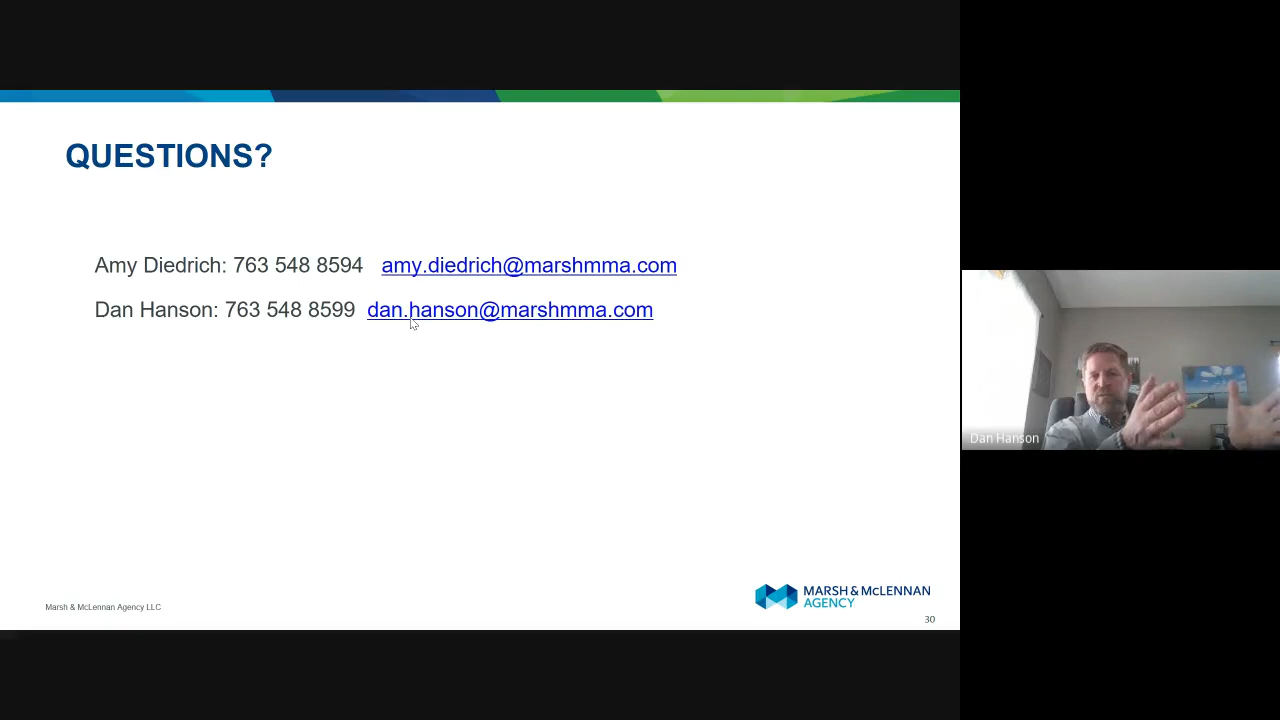 QUESTIONS?
Amy Diedrich: 763 548 8594 amy.diedrich@marshmma.com
Dan Hanson: 763 548 8599 dan.hanson@marshmma.com
Dan Hanson
Marsh & McLennan Agency LLC
MARSH & McLENNAN
AGENCY
30